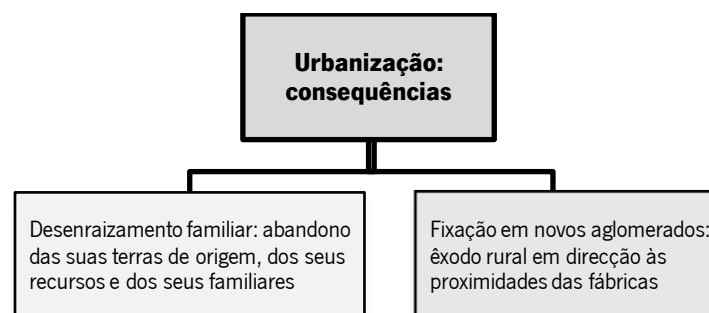 Urbanização:
consequências
Desenraizamento familiar: abandono
das suas terras de origem, dos seus
recursos e dos seus familiares
Fixação em novos aglomerados:
êxodo rural em direcção às
proximidades das fábricas